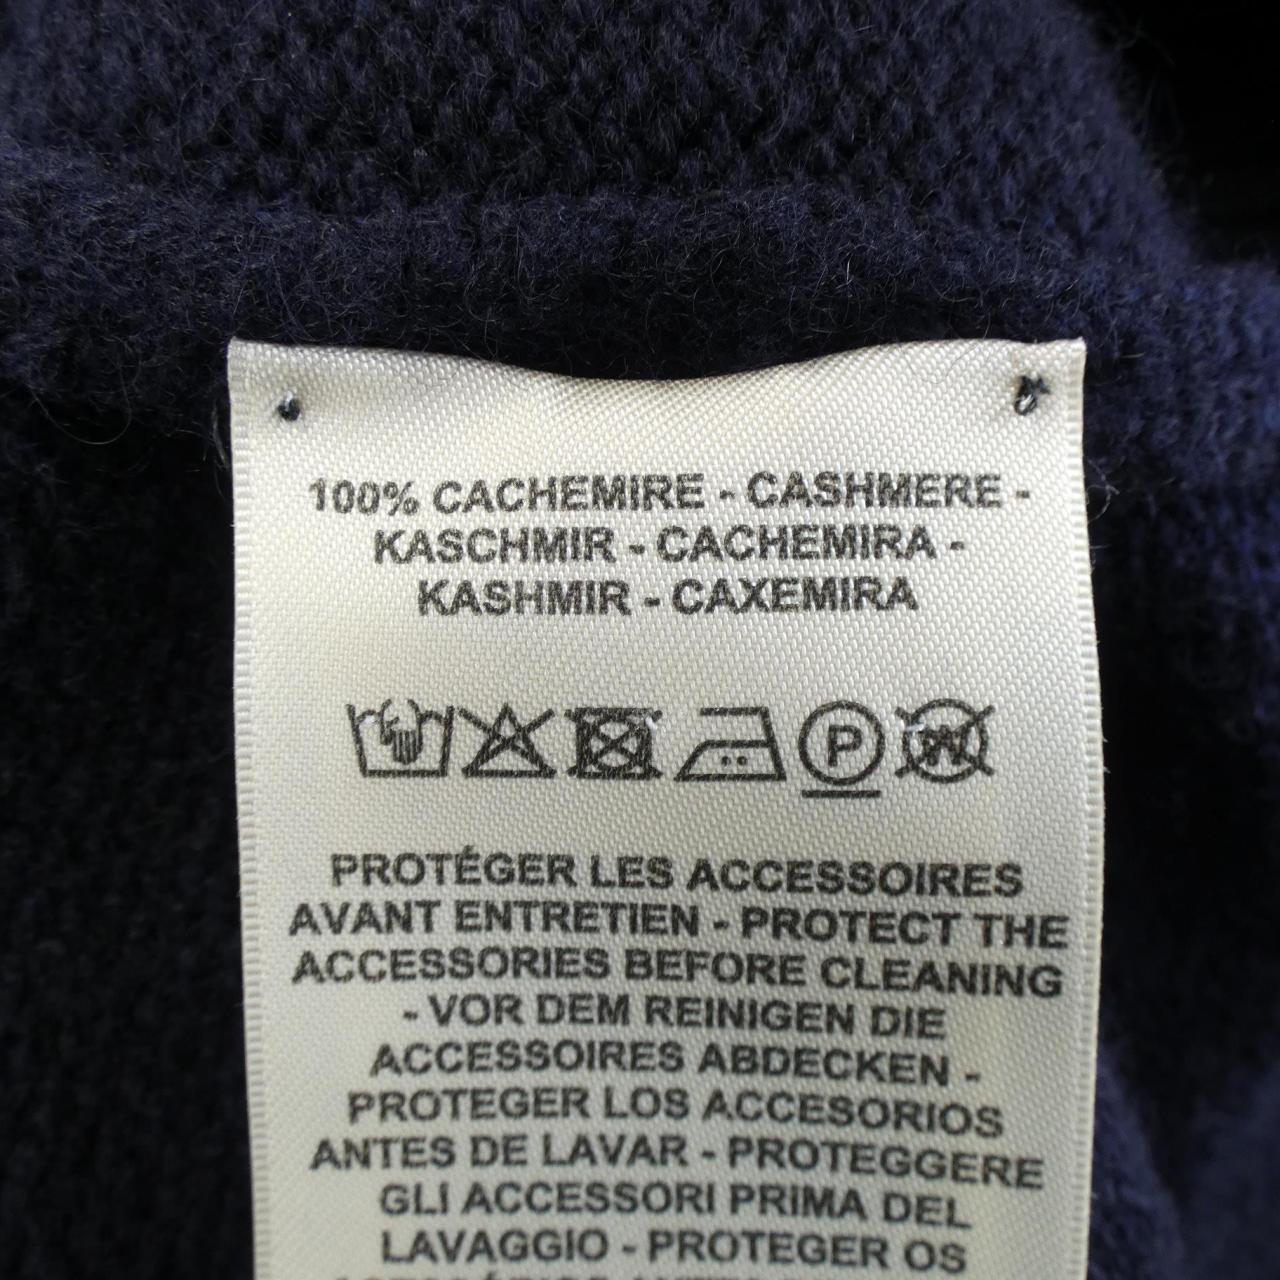 100% CACHEMIRE - CASHMERE -
KASCHMIR - CACHEMIRA -
KASHMIR - CAXEMIRA
P W
PROTÉGER LES ACCESSOIRES
AVANT ENTRETIEN - PROTECT THE
ACCESSORIES BEFORE CLEANING
- VOR DEM REINIGEN DIE
ACCESSOIRES ABDECKEN -
PROTEGER LOS ACCESORIOS
ANTES DE LAVAR - PROTEGGERE
GLI ACCESSORI PRIMA DEL
LAVAGGIO - PROTEGER OS